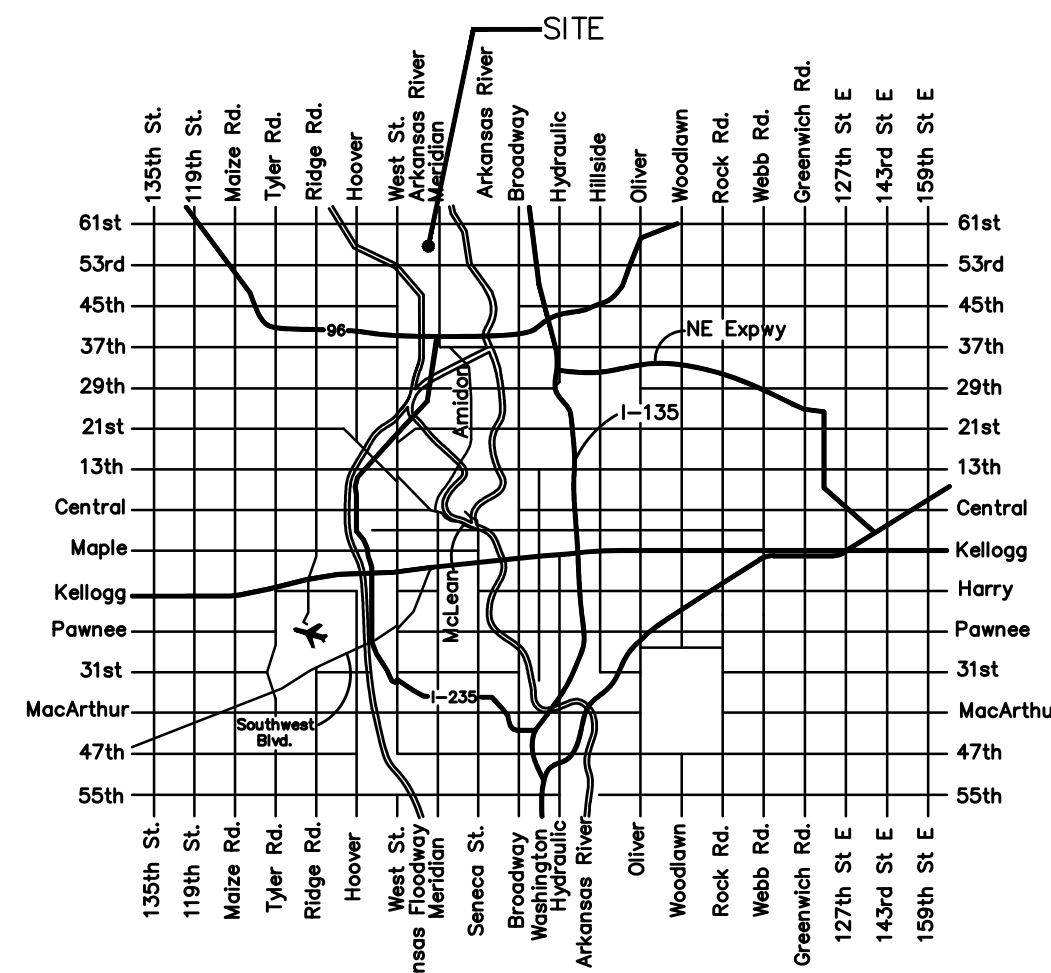 SITE
135th St.
119th St.
Maize Rd.
Tyler Rd.
Ridge Rd.
Hoover
West St.
Arkansas River
Meridian
Arkansas River
Broadway
Hydraulic
Hillside
Oliver
Woodlawn
Rock Rd.
Webb Rd.
Greenwich Rd.
127th St E
143rd St E
159th St E
61st
61st
53rd
53rd
45th
45th
96
NE Expwy
37th
37th
29th
29th
Amidon
I-135
21st
21st
13th
13th
Central
Central
Maple
Kellogg
Kellogg
McLean
Harry
Pawnee
Pawnee
31st
31st
I-235
MacArthur
MacArthu
Southwest
Blvd.
47th
47th
55th
55th
135th St.
119th St.
Maize Rd.
Tyler Rd.
Ridge Rd.
Hoover
West St.
nsas Floodway
Meridian
Seneca St.
Broadway
Washington
Hydraulic
Arkansas River
Oliver
Woodlawn
Rock Rd.
Webb Rd.
Greenwich Rd.
127th St E
143rd St E
159th St E